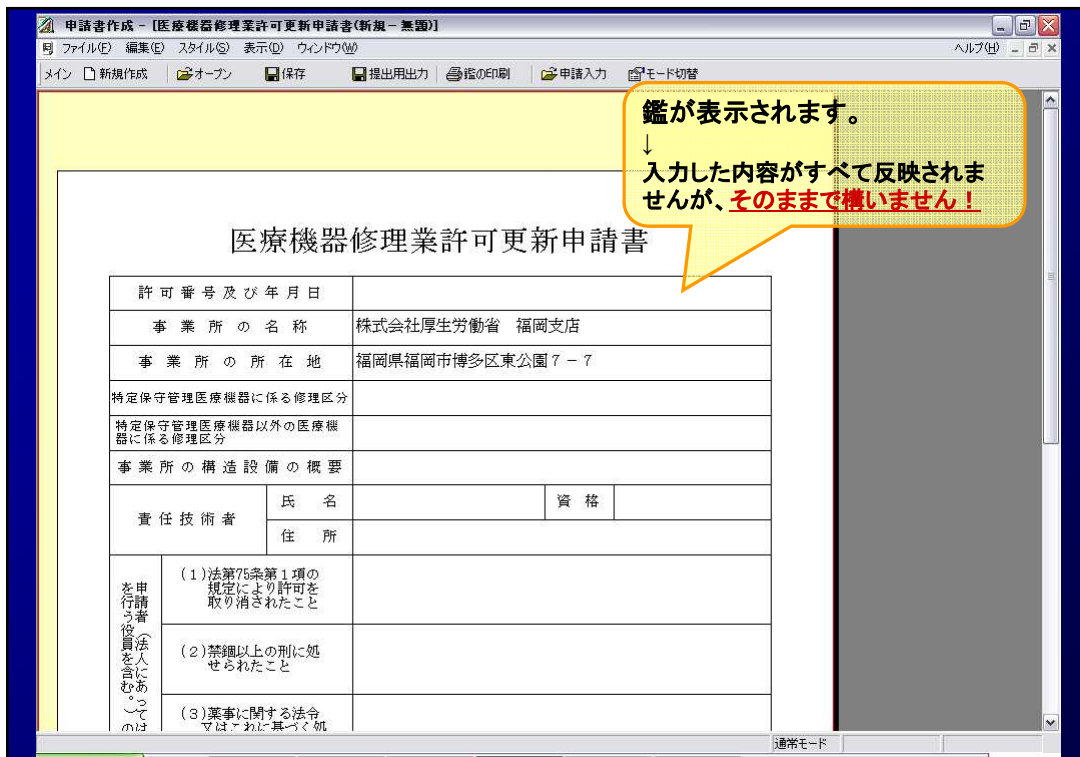 申請書作成 - [医療機器修理業許可更新申請書(新規－無題)]
ファイル(F) 編集(E) スタイル(S) 表示(D) ウィンドウ(W) ヘルプ(H)
メイン 新規作成 オープン 保存 提出用出力 鑑の印刷 申請入力 モード切替
鑑が表示されます。
↓
入力した内容がすべて反映されま
せんが、そのままで構いません！
医療機器修理業許可更新申請書
許可番号及び年月日
事業所の名称 株式会社厚生労働省 福岡支店
事業所の所在地 福岡県福岡市博多区東公園７－７
特定保守管理医療機器に係る修理区分
特定保守管理医療機器以外の医療機
器に係る修理区分
事業所の構造設備の概要
責任技術者 氏名 資格
住所
申請者（法人にあっては
を行う役員を含む。）の
(1)法第75条第1項の
規定により許可を
取り消されたこと
(2)禁錮以上の刑に処
せられたこと
(3)薬事に関する法令
又はこれに基づく処
通常モード